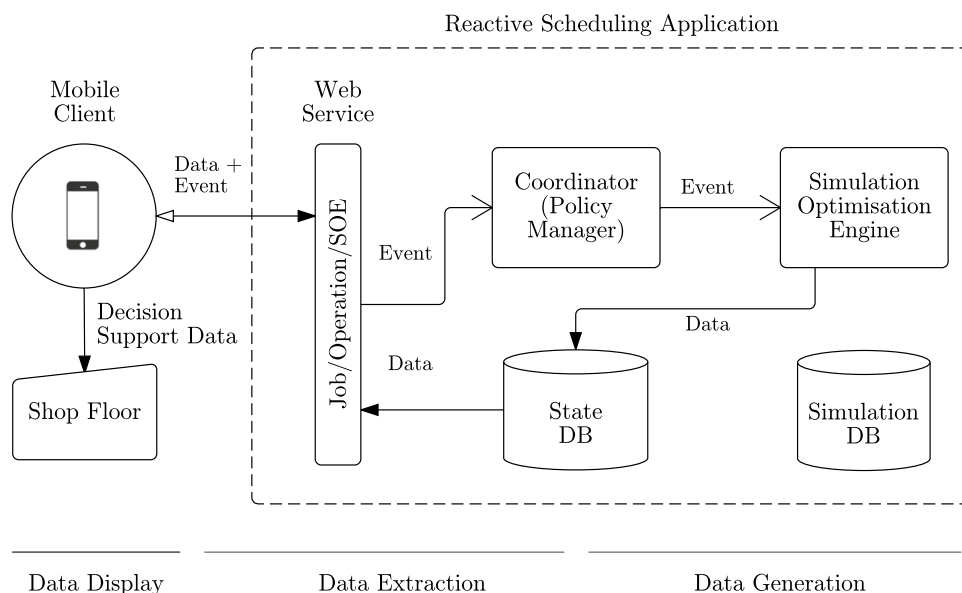 Reactive Scheduling Application
Mobile
Client
Web
Service
Data +
Event
Job/Operation/SOE
Event
Coordinator
(Policy
Manager)
Event
Simulation
Optimisation
Engine
Decision
Support Data
Data
Data
Shop Floor
State
DB
Simulation
DB
Data Display
Data Extraction
Data Generation